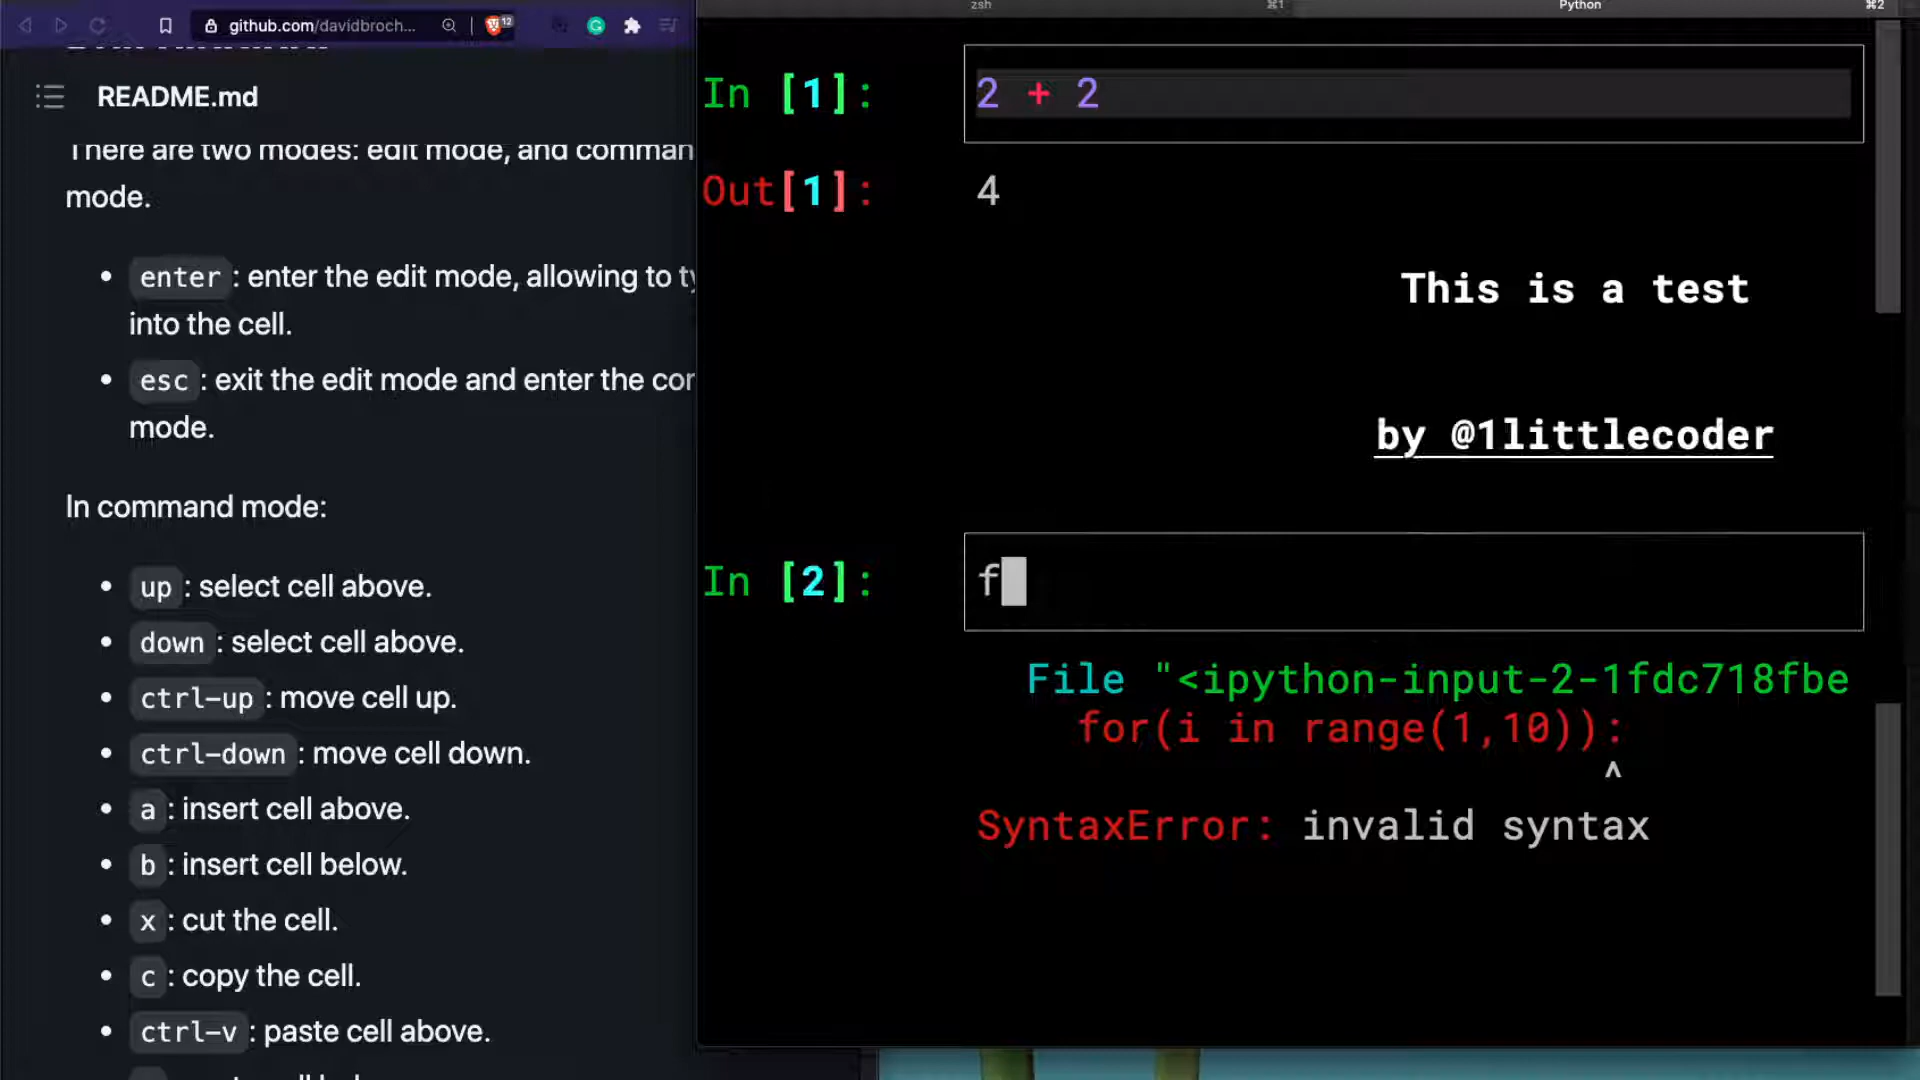 github.com/davidbroch...
12
README.md
There are two modes: edit mode, and comman
mode.
enter : enter the edit mode, allowing to ty
into the cell.
esc : exit the edit mode and enter the cor
mode.
In command mode:
up : select cell above.
down : select cell above.
ctrl-up : move cell up.
ctrl-down : move cell down.
a : insert cell above.
b : insert cell below.
x : cut the cell.
c : copy the cell.
ctrl-v : paste cell above.
zsh ⌘1 Python ⌘2
In [1]: 2 + 2
Out[1]: 4
This is a test
by @1littlecoder
In [2]: f
File "<ipython-input-2-1fdc718fbe
for(i in range(1,10)):
^
SyntaxError: invalid syntax